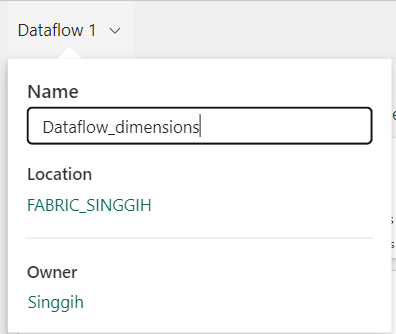 Dataflow 1
Name
Dataflow_dimensions
Location
FABRIC_SINGGIH
Owner
Singgih